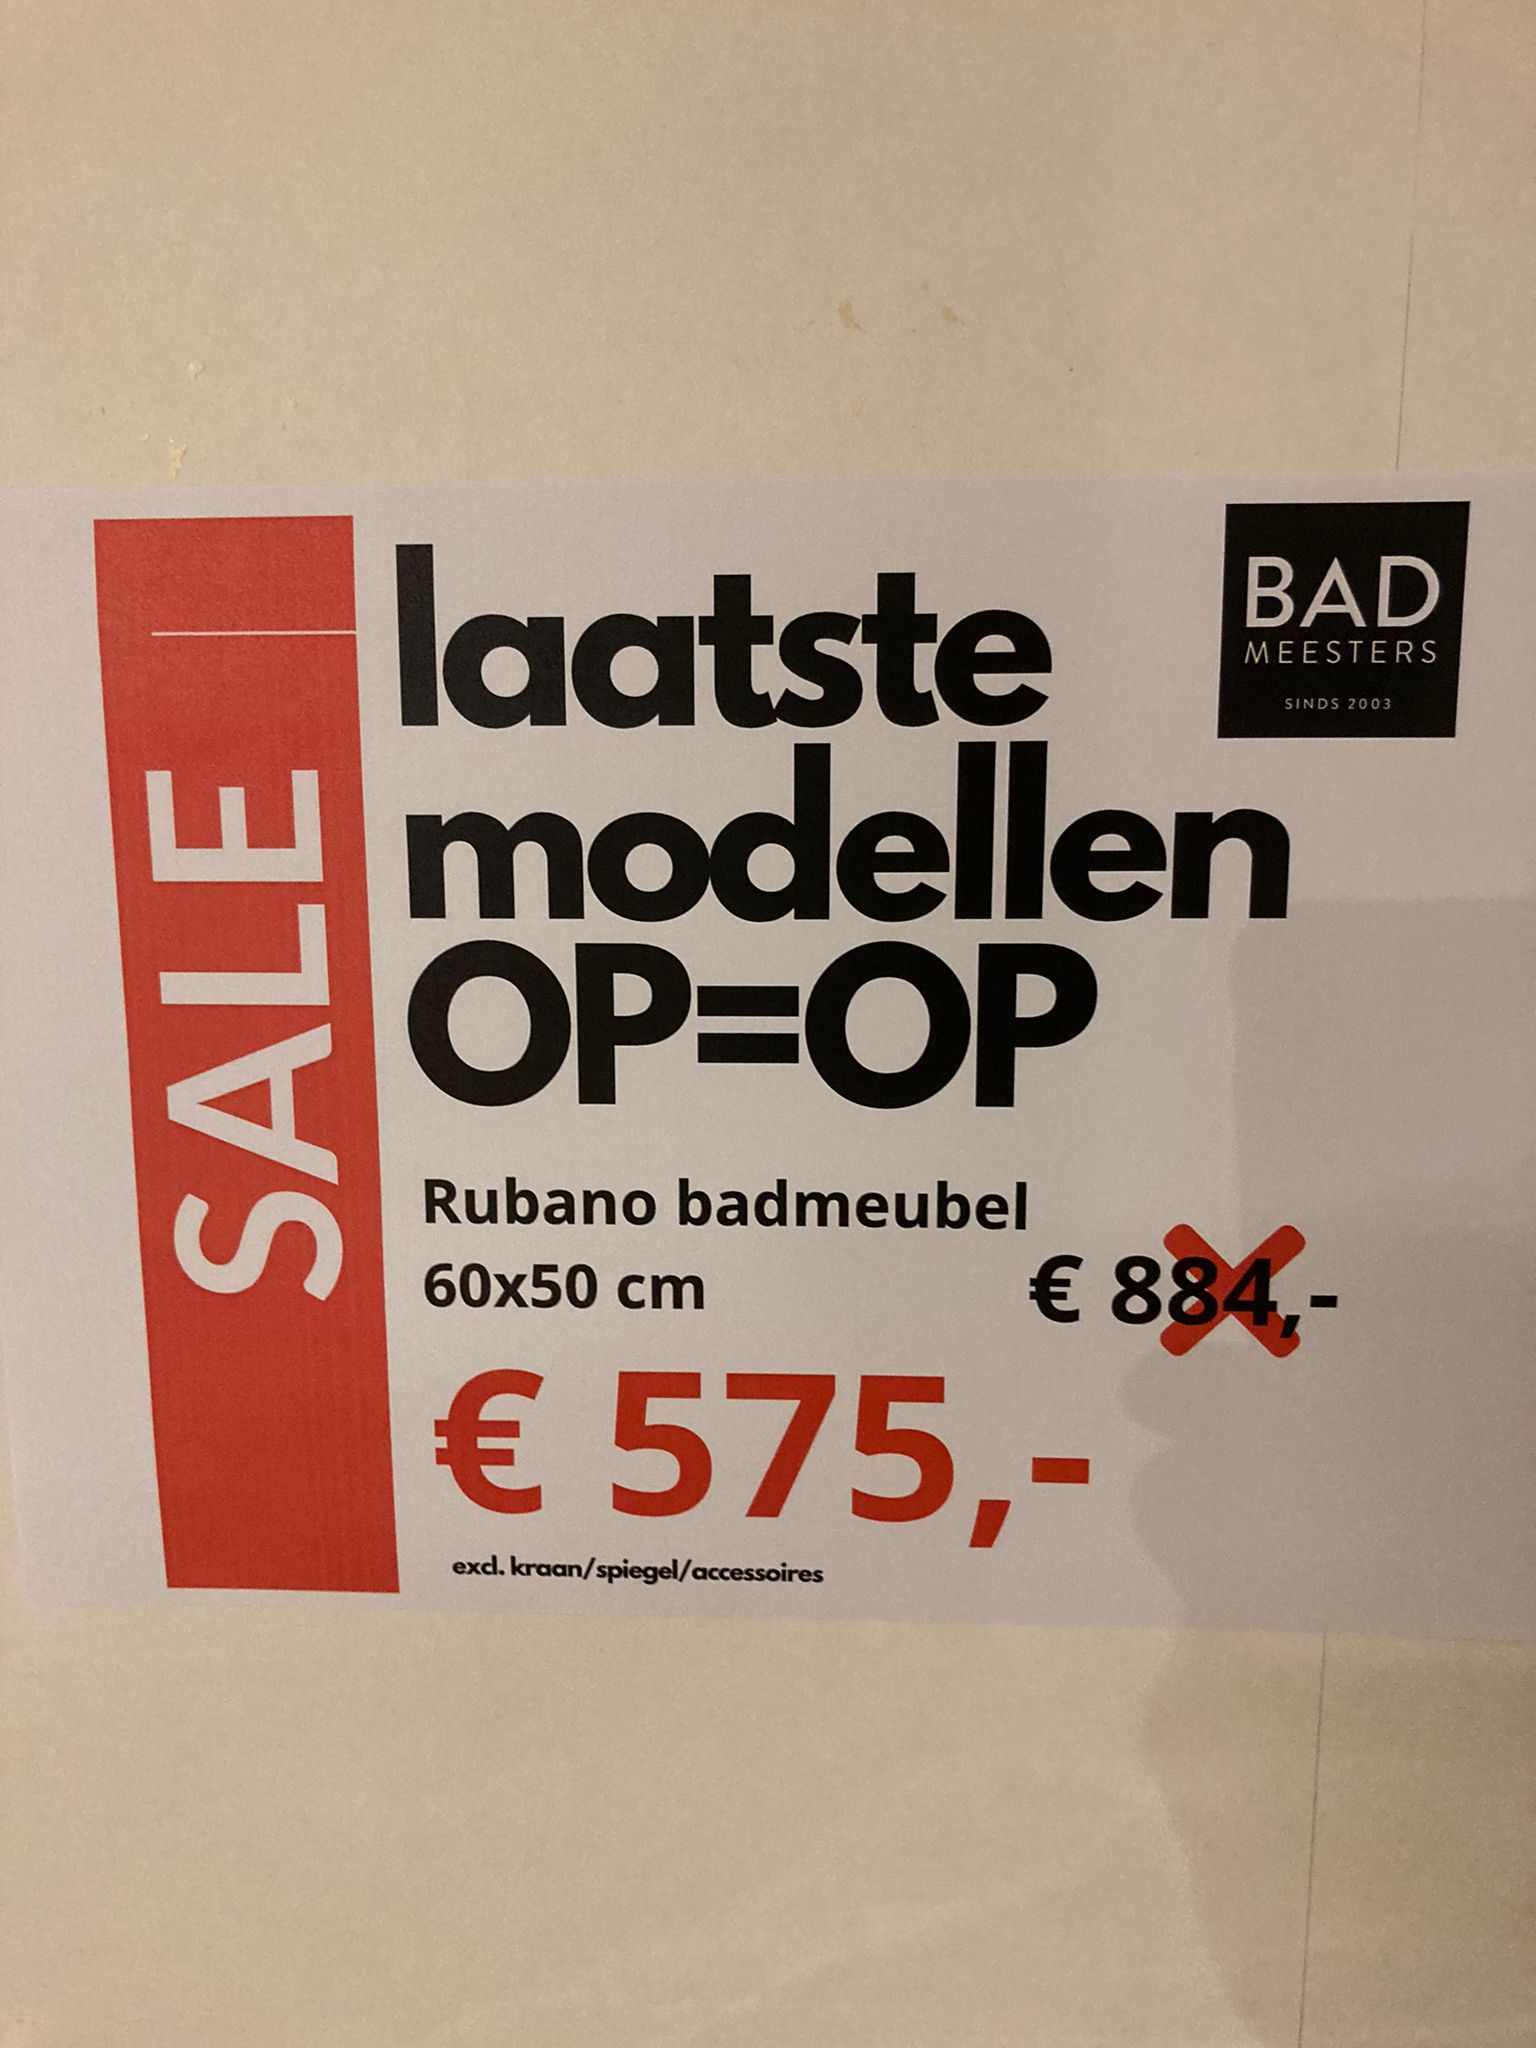 SALE
laatste
modellen
OP=OP
BAD
MEESTERS
SINDS 2003
Rubano badmeubel
60x50 cm
€ 884,-
€ 575,-
excl. kraan/spiegel/accessoires